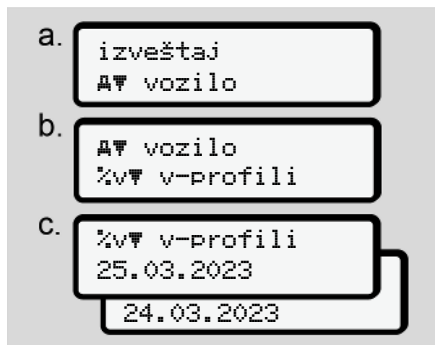 a.
izveštaj
A▼ vozilo
b.
A▼ vozilo
%v▼ v-profili
c.
%v▼ v-profili
25.03.2023
24.03.2023